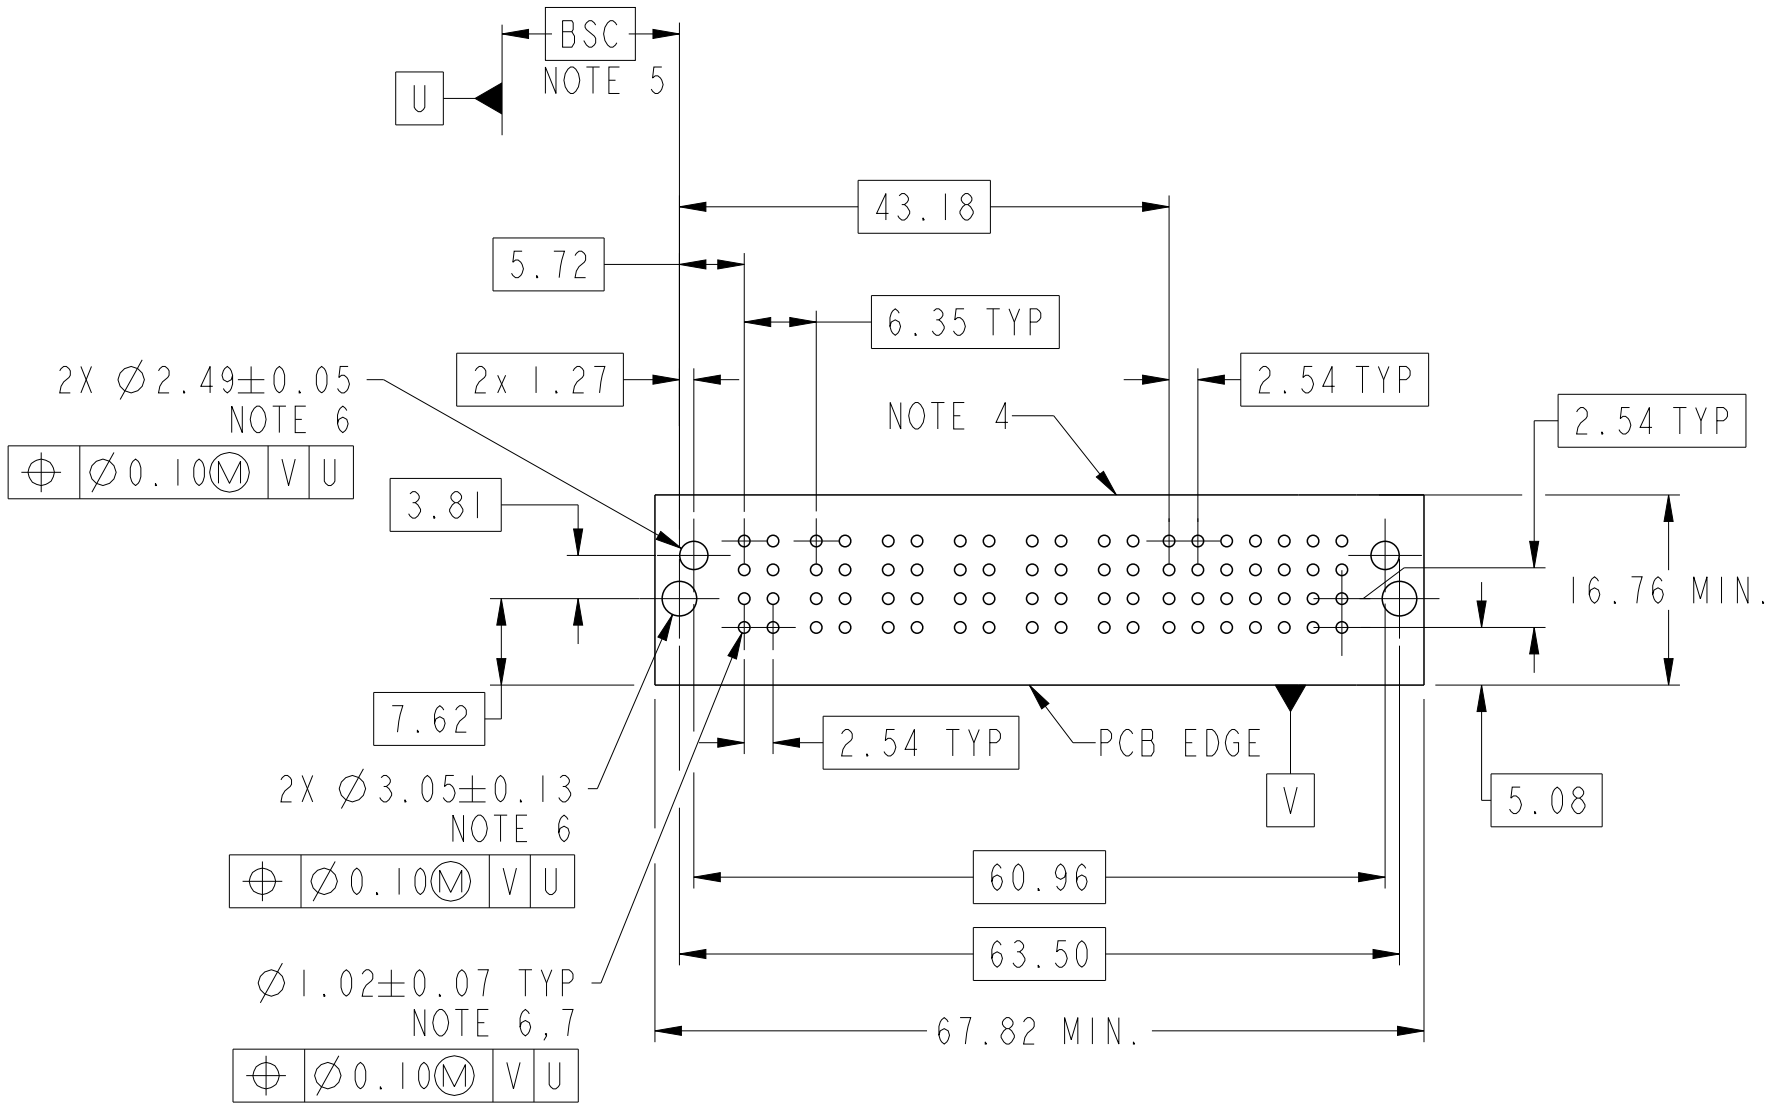 BSC
NOTE 5
U
43.18
5.72
6.35 TYP
2X Ø2.49±0.05
NOTE 6
⌖ Ø0.10Ⓜ V U
2x 1.27
2.54 TYP
NOTE 4
2.54 TYP
3.81
16.76 MIN.
7.62
2.54 TYP
PCB EDGE
V
5.08
2X Ø3.05±0.13
NOTE 6
⌖ Ø0.10Ⓜ V U
60.96
63.50
Ø1.02±0.07 TYP
NOTE 6,7
⌖ Ø0.10Ⓜ V U
67.82 MIN.